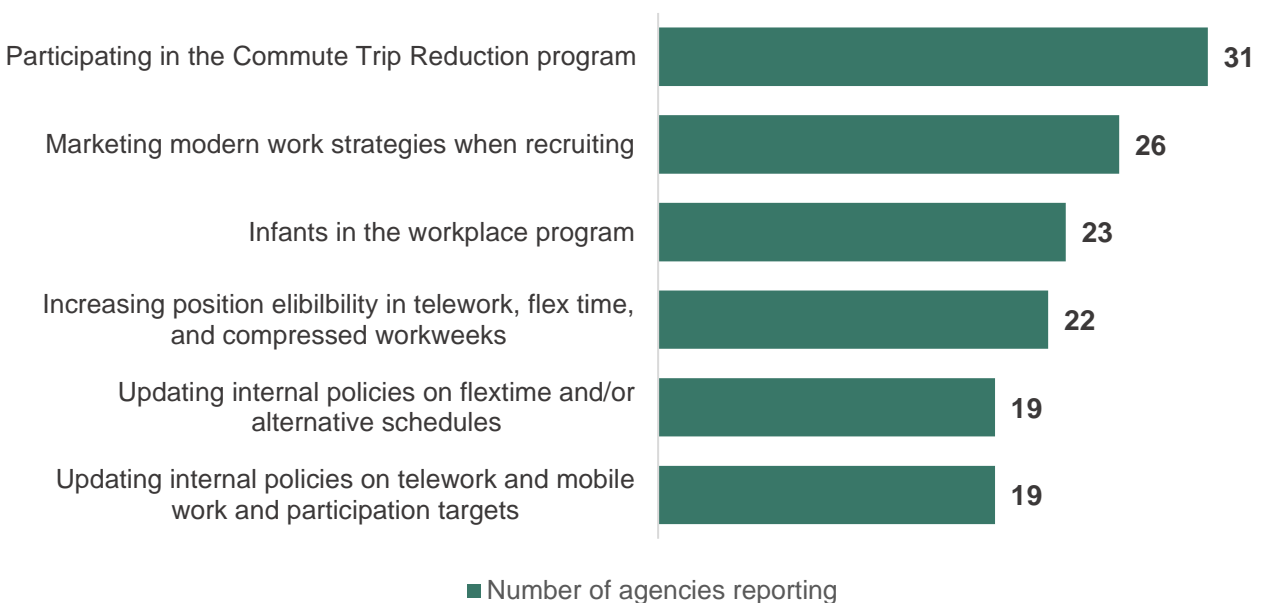 Participating in the Commute Trip Reduction program
31
Marketing modern work strategies when recruiting
26
Infants in the workplace program
23
Increasing position elibilbility in telework, flex time,
and compressed workweeks
22
Updating internal policies on flextime and/or
alternative schedules
19
Updating internal policies on telework and mobile
work and participation targets
19
Number of agencies reporting